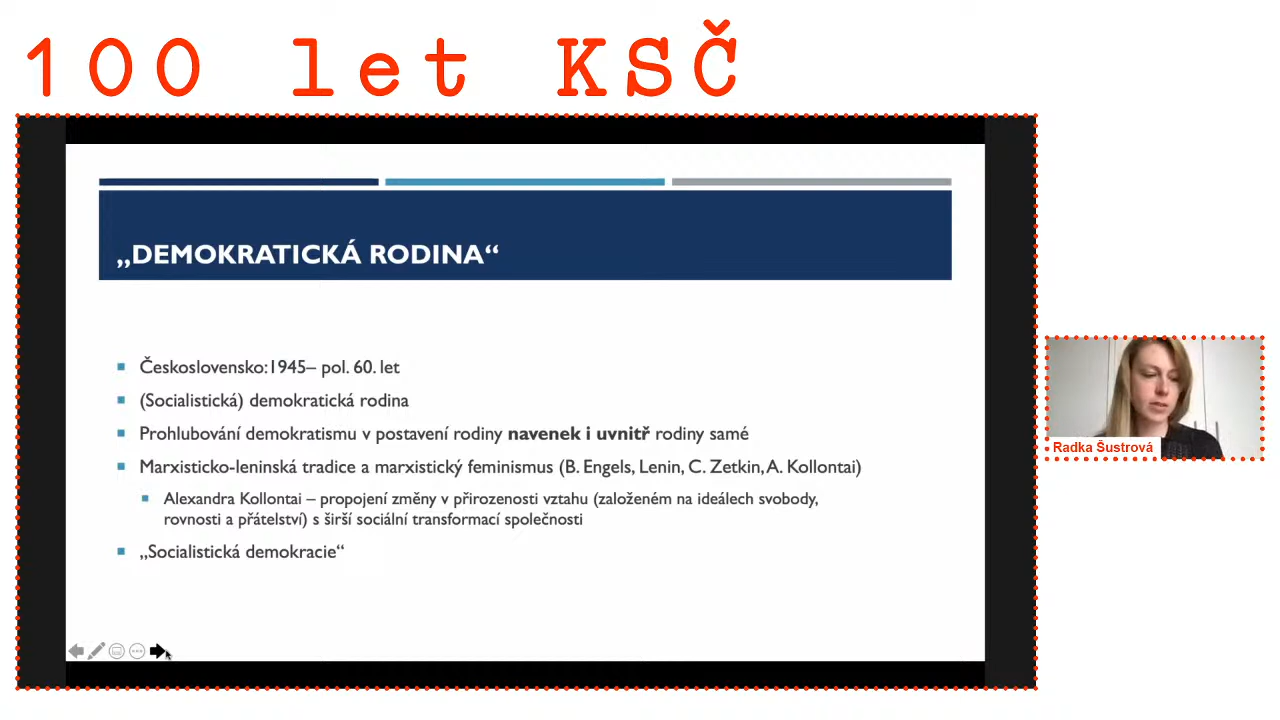 100 let KSČ
„DEMOKRATICKÁ RODINA“
Československo:1945– pol. 60. let
(Socialistická) demokratická rodina
Prohlubování demokratismu v postavení rodiny navenek i uvnitř rodiny samé
Marxisticko-leninská tradice a marxistický feminismus (B. Engels, Lenin, C. Zetkin, A. Kollontai)
Alexandra Kollontai – propojení změny v přirozenosti vztahu (založeném na ideálech svobody,
rovnosti a přátelství) s širší sociální transformací společnosti
„Socialistická demokracie“
Radka Šustrová